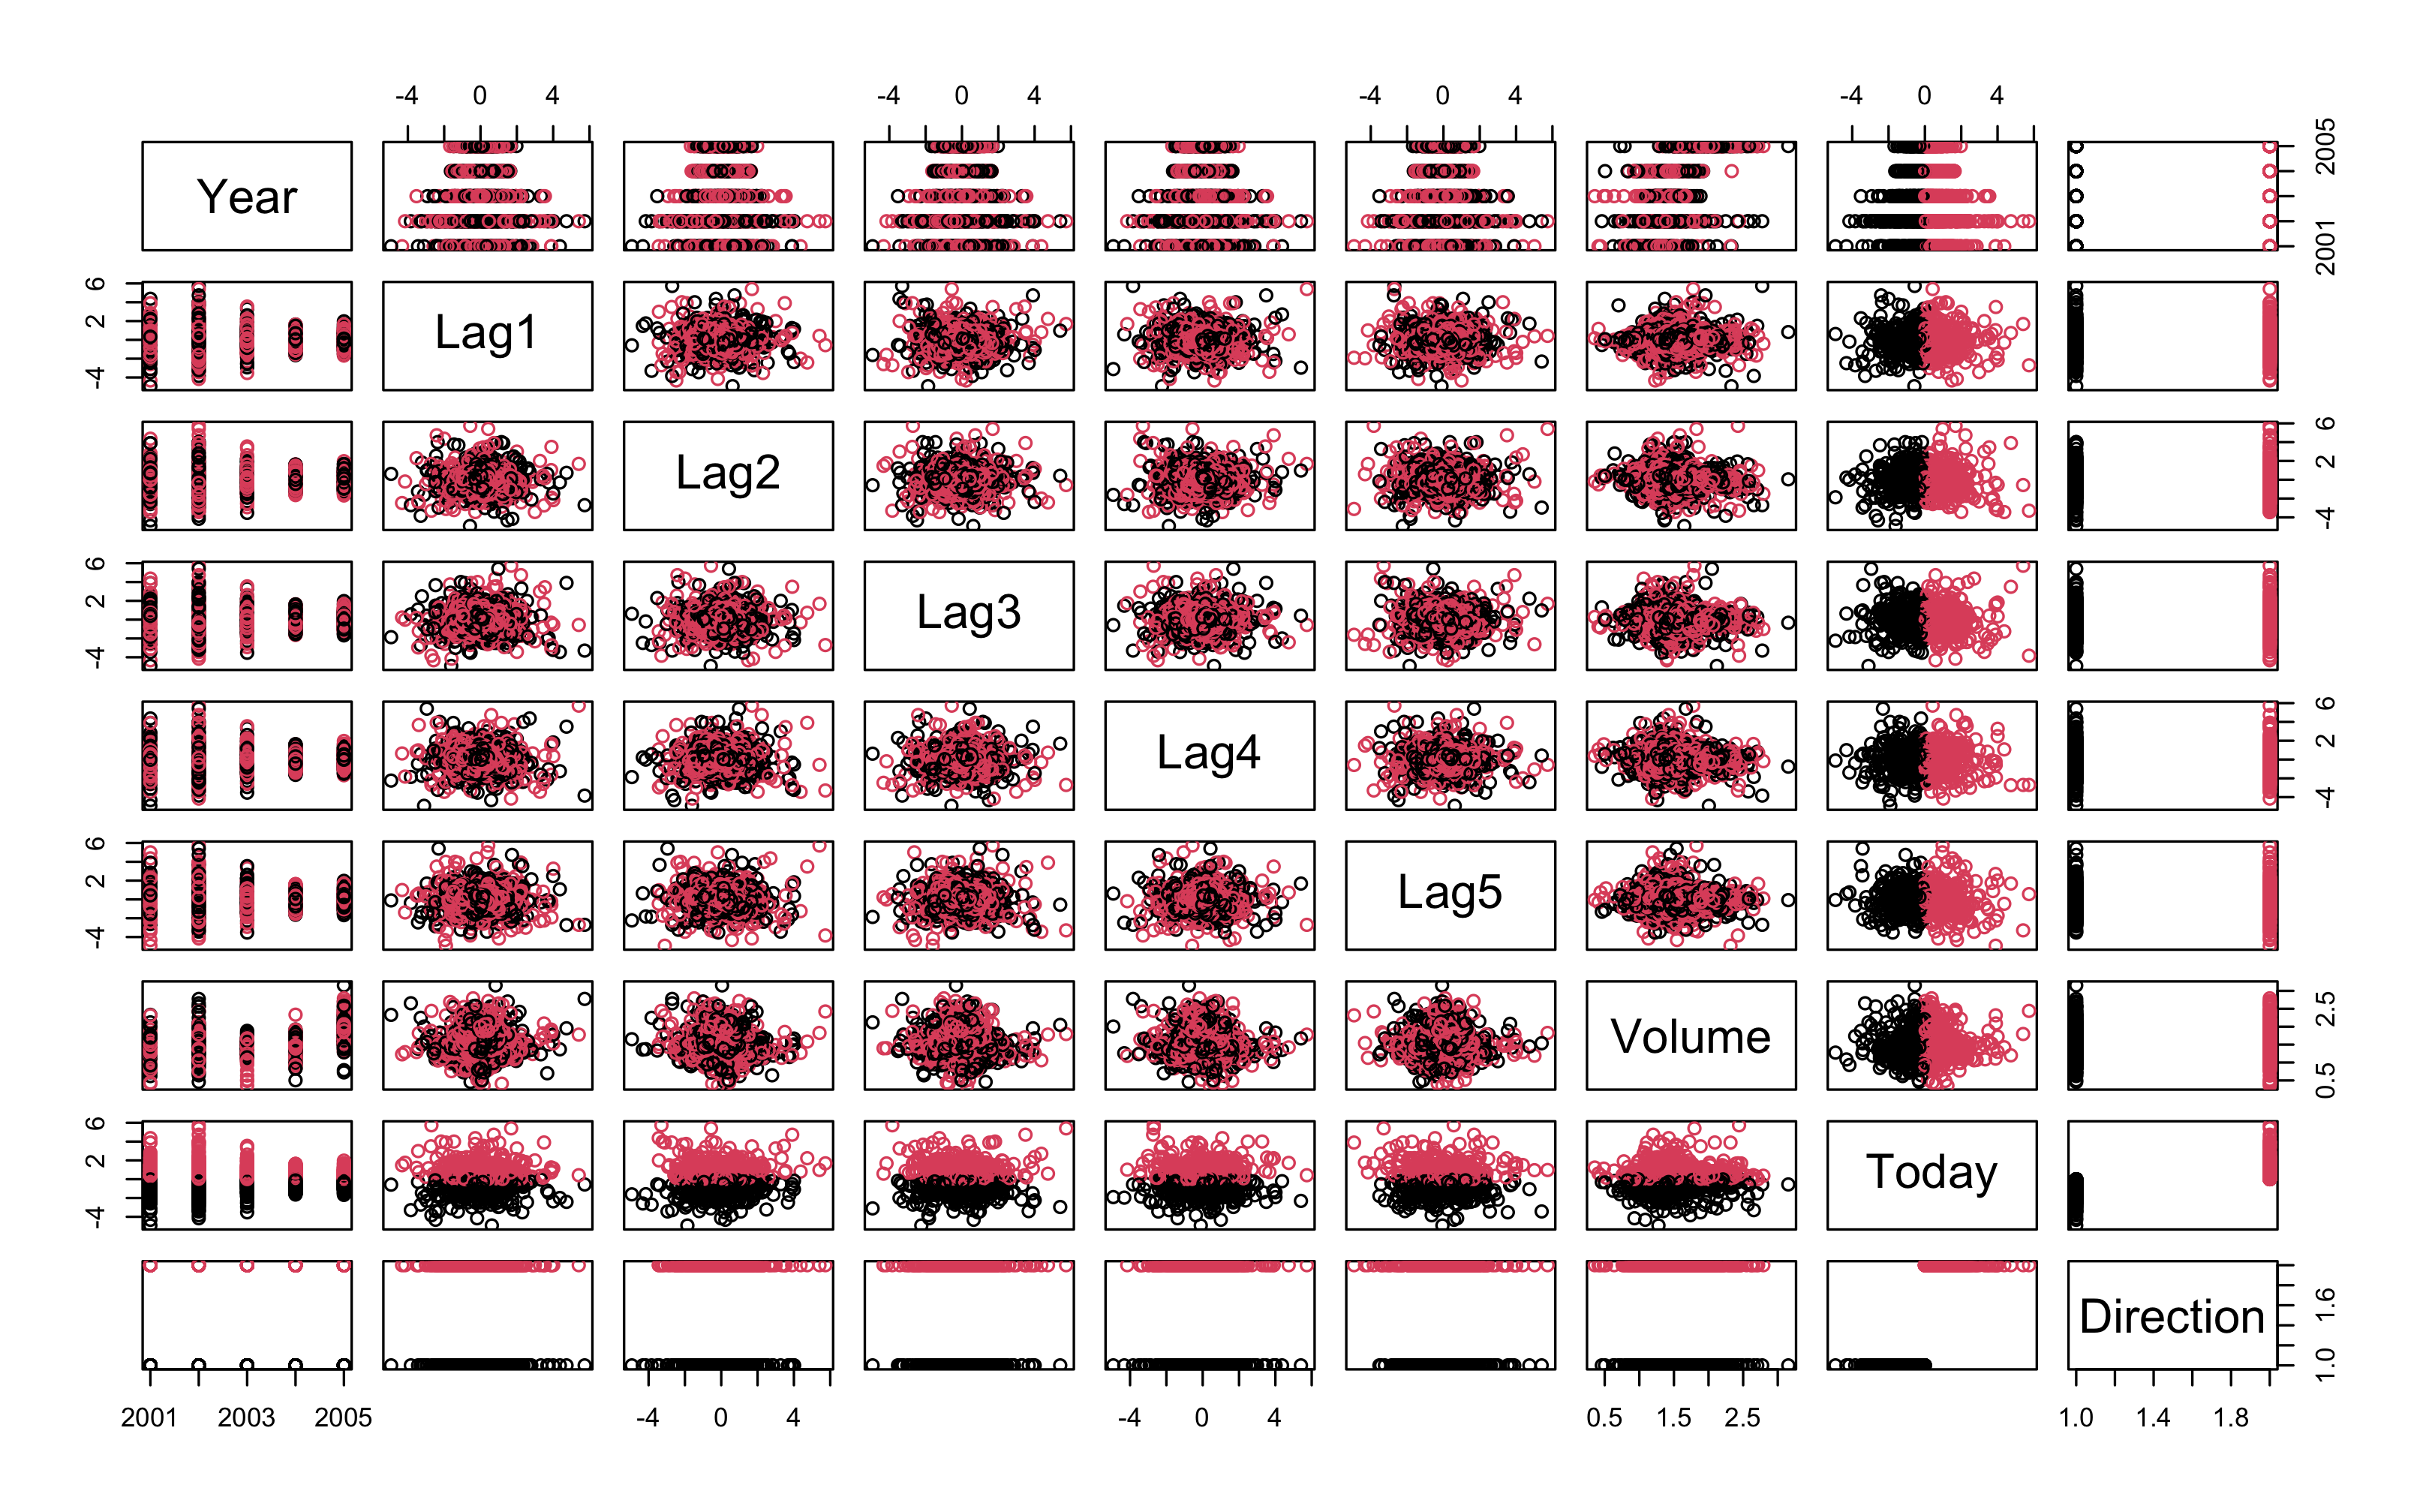 -4 0 4 -4 0 4 -4 0 4 -4 0 4
Year 2001 2005
-4 2 6 Lag1
Lag2 -4 2 6
-4 2 6 Lag3
Lag4 -4 2 6
-4 2 6 Lag5
Volume 0.5 2.5
-4 2 6 Today
Direction 1.0 1.6
2001 2003 2005 -4 0 4 -4 0 4 0.5 1.5 2.5 1.0 1.4 1.8